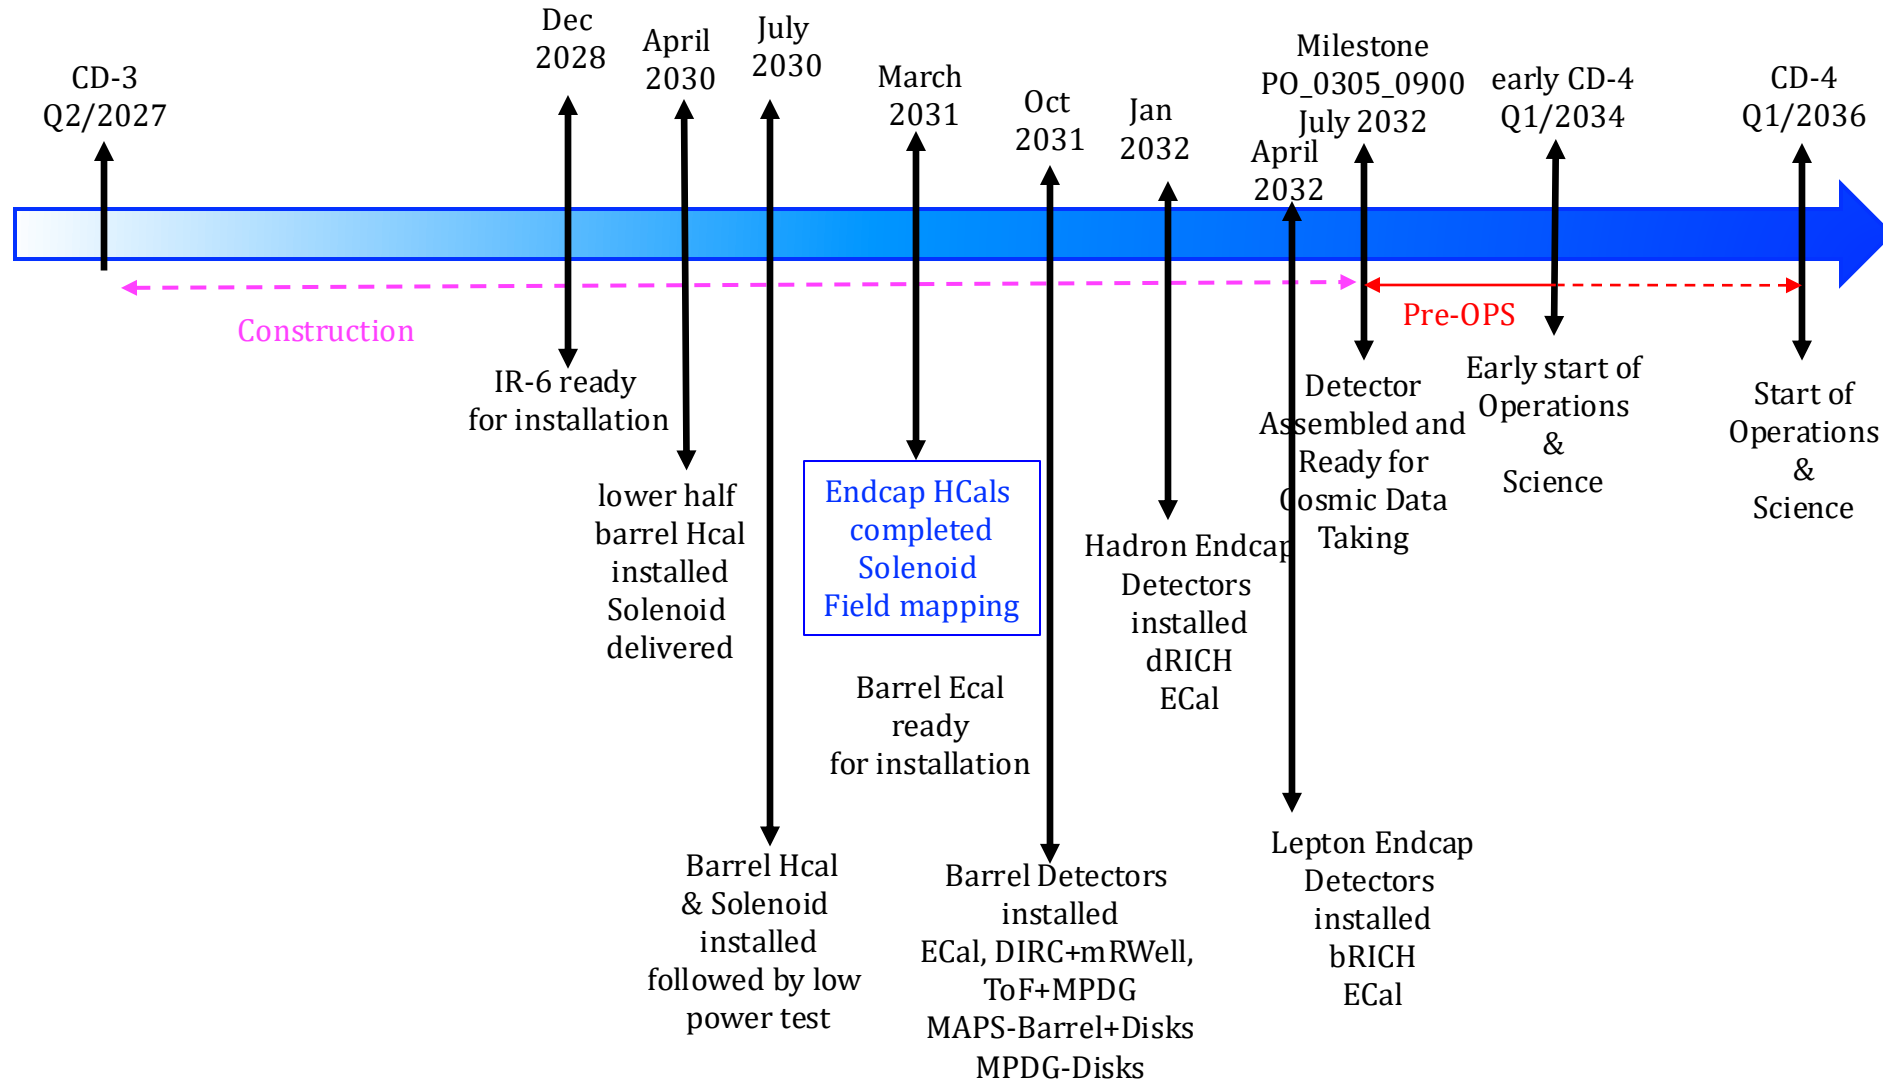 CD-3
Q2/2027
Dec
2028
April
2030
July
2030
March
2031
Oct
2031
Jan
2032
April
2032
Milestone
PO_0305_0900
July 2032
early CD-4
Q1/2034
CD-4
Q1/2036
Construction
Pre-OPS
IR-6 ready
for installation
lower half
barrel Hcal
installed
Solenoid
delivered
Barrel Hcal
& Solenoid
installed
followed by low
power test
Endcap HCals
completed
Solenoid
Field mapping
Barrel Ecal
ready
for installation
Barrel Detectors
installed
ECal, DIRC+mRWell,
ToF+MPDG
MAPS-Barrel+Disks
MPDG-Disks
Hadron Endcap
Detectors
installed
dRICH
ECal
Lepton Endcap
Detectors
installed
bRICH
ECal
Detector
Assembled and
Ready for
Cosmic Data
Taking
Early start of
Operations
&
Science
Start of
Operations
&
Science